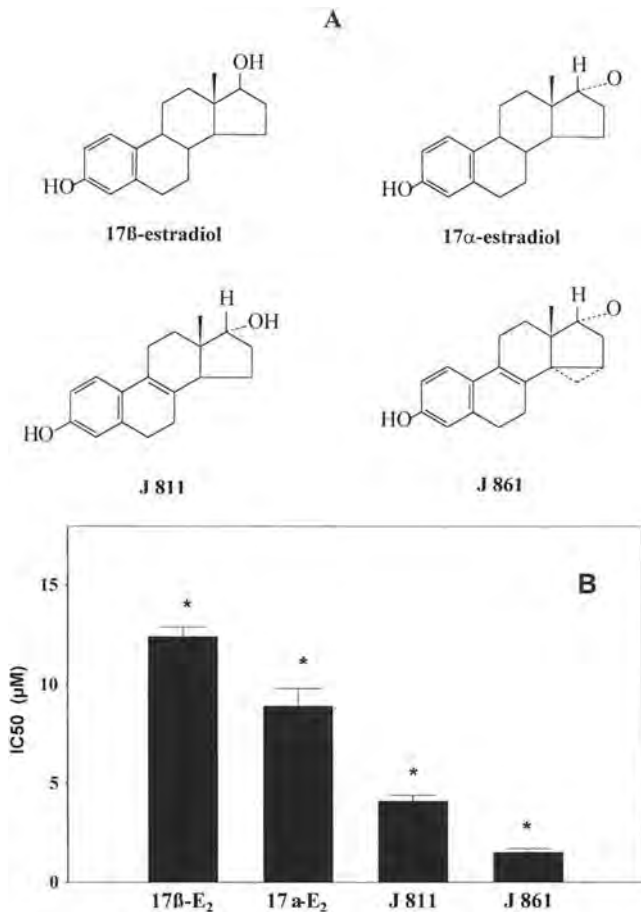 A
OH
HO
17ß-estradiol
H
O
HO
17α-estradiol
H
OH
HO
J 811
H
O
HO
J 861
B
IC50 (µM)
15
10
5
0
*
*
*
*
17ß-E₂
17 a-E₂
J 811
J 861